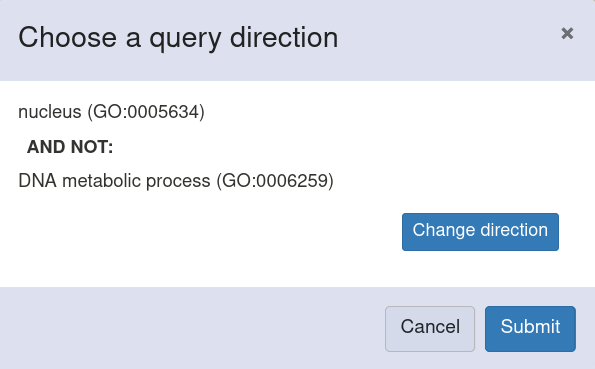 Choose a query direction ×
nucleus (GO:0005634)
AND NOT:
DNA metabolic process (GO:0006259)
Change direction
Cancel Submit